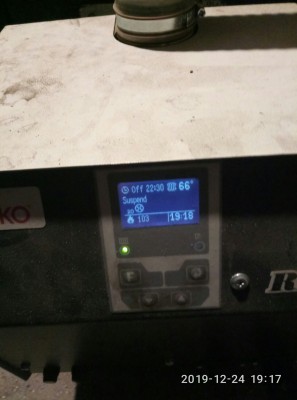 Off 22:30 66°
Suspend
103 19:16
KO
R
2019-12-24 19:17